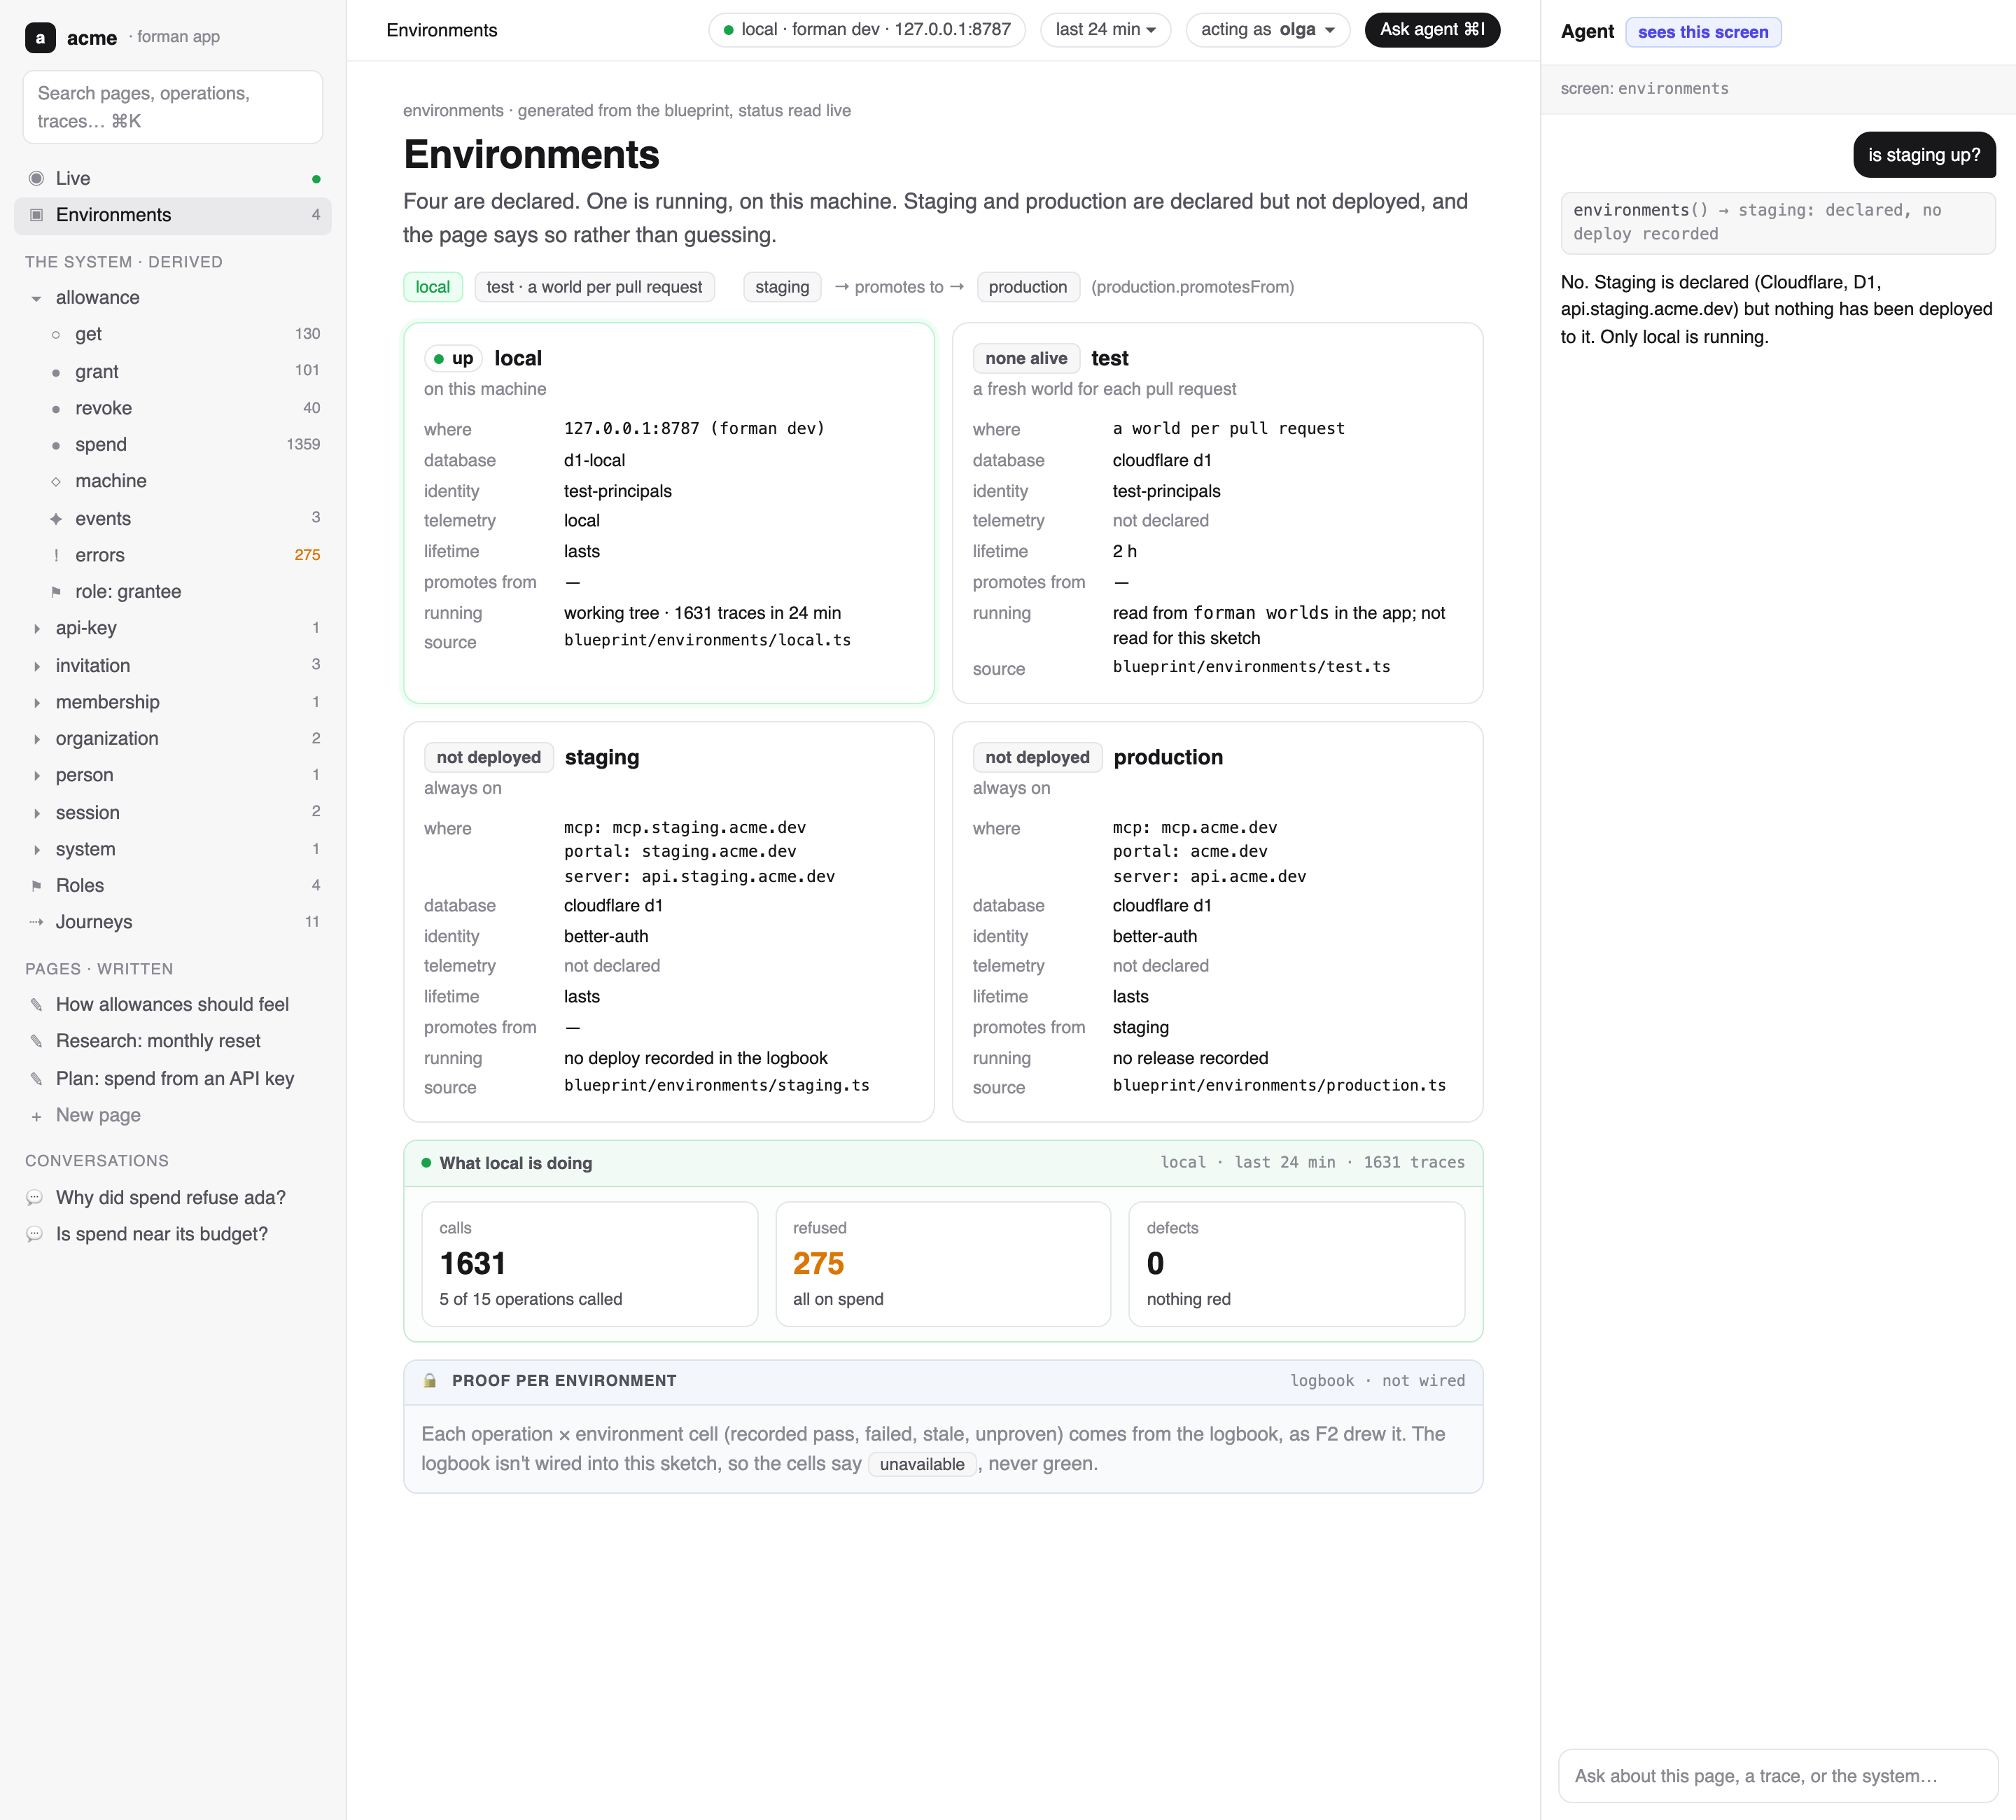 a acme · forman app
Search pages, operations,
traces… ⌘K
Live
Environments 4
THE SYSTEM · DERIVED
allowance
get 130
grant 101
revoke 40
spend 1359
machine
events 3
! errors 275
role: grantee
api-key 1
invitation 3
membership 1
organization 2
person 1
session 2
system 1
Roles 4
Journeys 11
PAGES · WRITTEN
How allowances should feel
Research: monthly reset
Plan: spend from an API key
+ New page
CONVERSATIONS
Why did spend refuse ada?
Is spend near its budget?
Environments
local · forman dev · 127.0.0.1:8787
last 24 min
acting as olga
Ask agent ⌘I
environments · generated from the blueprint, status read live
Environments
Four are declared. One is running, on this machine. Staging and production are declared but not deployed, and
the page says so rather than guessing.
local test · a world per pull request staging → promotes to → production (production.promotesFrom)
up local
on this machine
where 127.0.0.1:8787 (forman dev)
database d1-local
identity test-principals
telemetry local
lifetime lasts
promotes from —
running working tree · 1631 traces in 24 min
source blueprint/environments/local.ts
none alive test
a fresh world for each pull request
where a world per pull request
database cloudflare d1
identity test-principals
telemetry not declared
lifetime 2 h
promotes from —
running read from forman worlds in the app; not
read for this sketch
source blueprint/environments/test.ts
not deployed staging
always on
where mcp: mcp.staging.acme.dev
portal: staging.acme.dev
server: api.staging.acme.dev
database cloudflare d1
identity better-auth
telemetry not declared
lifetime lasts
promotes from —
running no deploy recorded in the logbook
source blueprint/environments/staging.ts
not deployed production
always on
where mcp: mcp.acme.dev
portal: acme.dev
server: api.acme.dev
database cloudflare d1
identity better-auth
telemetry not declared
lifetime lasts
promotes from staging
running no release recorded
source blueprint/environments/production.ts
What local is doing local · last 24 min · 1631 traces
calls
1631
5 of 15 operations called
refused
275
all on spend
defects
0
nothing red
PROOF PER ENVIRONMENT logbook · not wired
Each operation × environment cell (recorded pass, failed, stale, unproven) comes from the logbook, as F2 drew it. The
logbook isn't wired into this sketch, so the cells say unavailable , never green.
Agent sees this screen
screen: environments
is staging up?
environments() → staging: declared, no
deploy recorded
No. Staging is declared (Cloudflare, D1,
api.staging.acme.dev) but nothing has been deployed
to it. Only local is running.
Ask about this page, a trace, or the system…